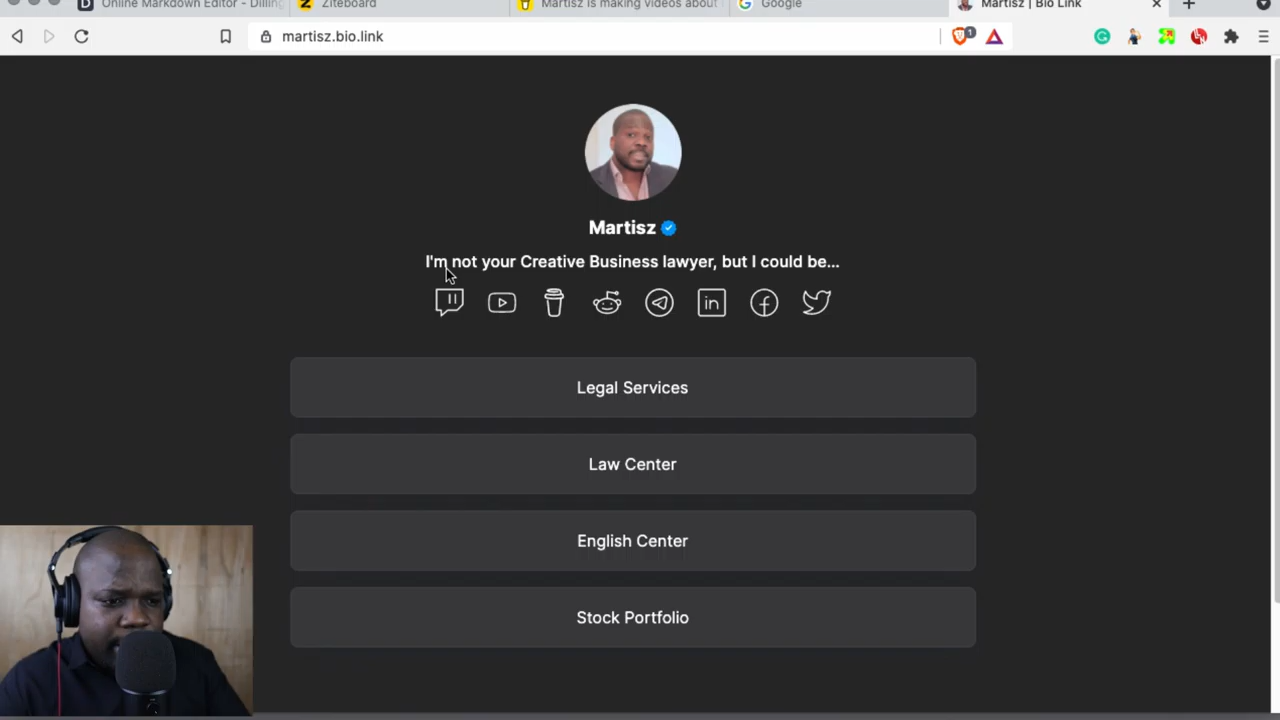 Online Markdown Editor - Dilling
Ziteboard
Martisz is making videos about
Google
Martisz | Bio Link
martisz.bio.link
1
Martisz
I'm not your Creative Business lawyer, but I could be...
Legal Services
Law Center
English Center
Stock Portfolio